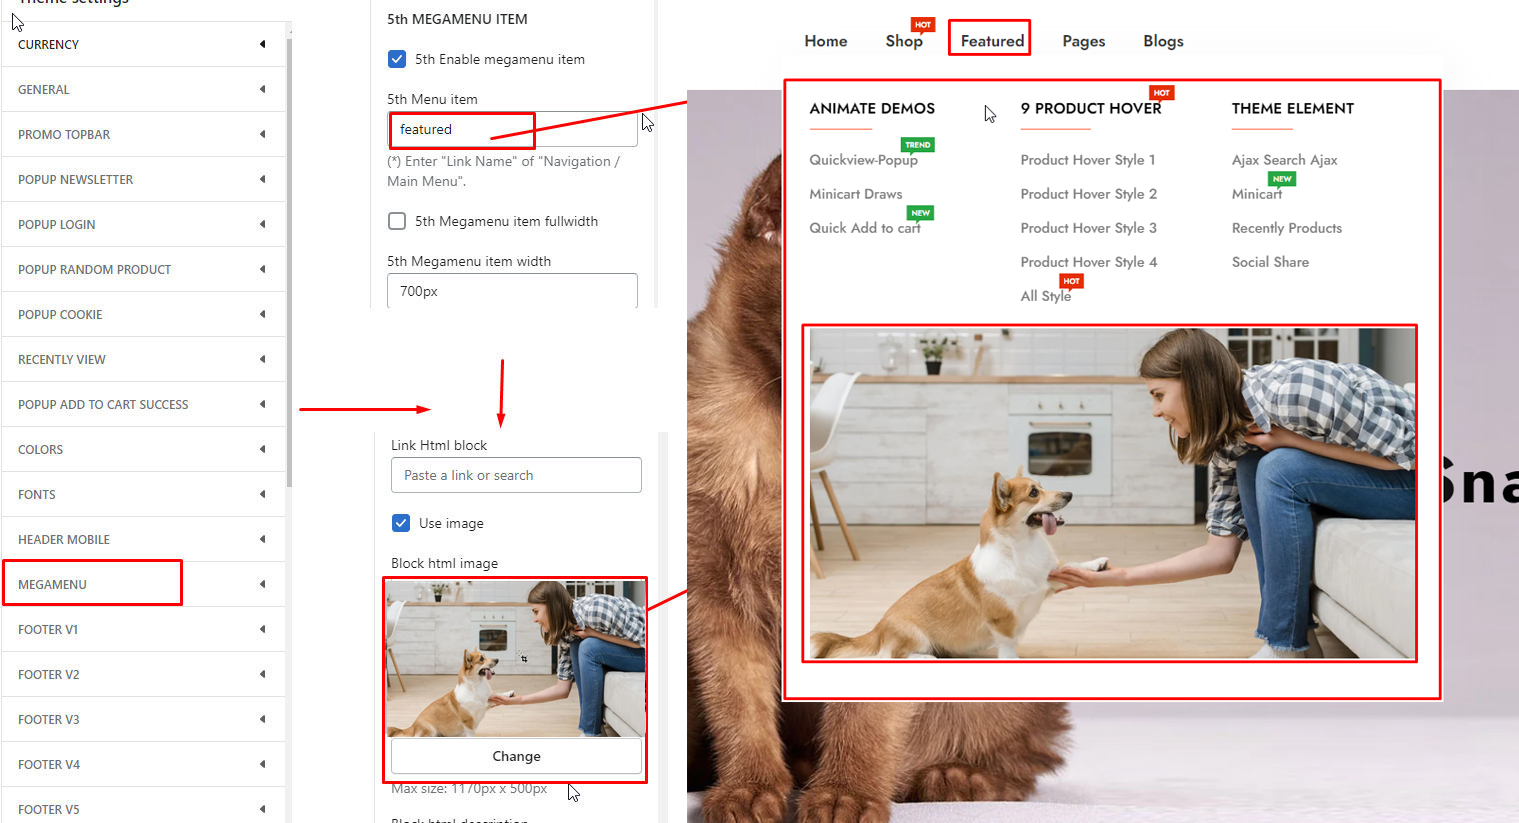 Theme settings
CURRENCY
GENERAL
PROMO TOPBAR
POPUP NEWSLETTER
POPUP LOGIN
POPUP RANDOM PRODUCT
POPUP COOKIE
RECENTLY VIEW
POPUP ADD TO CART SUCCESS
COLORS
FONTS
HEADER MOBILE
MEGAMENU
FOOTER V1
FOOTER V2
FOOTER V3
FOOTER V4
FOOTER V5
5th MEGAMENU ITEM
5th Enable megamenu item
5th Menu item
featured
(*) Enter "Link Name" of "Navigation /
Main Menu".
5th Megamenu item fullwidth
5th Megamenu item width
700px
Link Html block
Paste a link or search
Use image
Block html image
Change
Max size: 1170px x 500px
Block html description
HOT
Home Shop Featured Pages Blogs
ANIMATE DEMOS
TREND
Quickview-Popup
Minicart Draws
NEW
Quick Add to cart
HOT
9 PRODUCT HOVER
Product Hover Style 1
Product Hover Style 2
Product Hover Style 3
Product Hover Style 4
HOT
All Style
THEME ELEMENT
Ajax Search Ajax
NEW
Minicart
Recently Products
Social Share
Sna